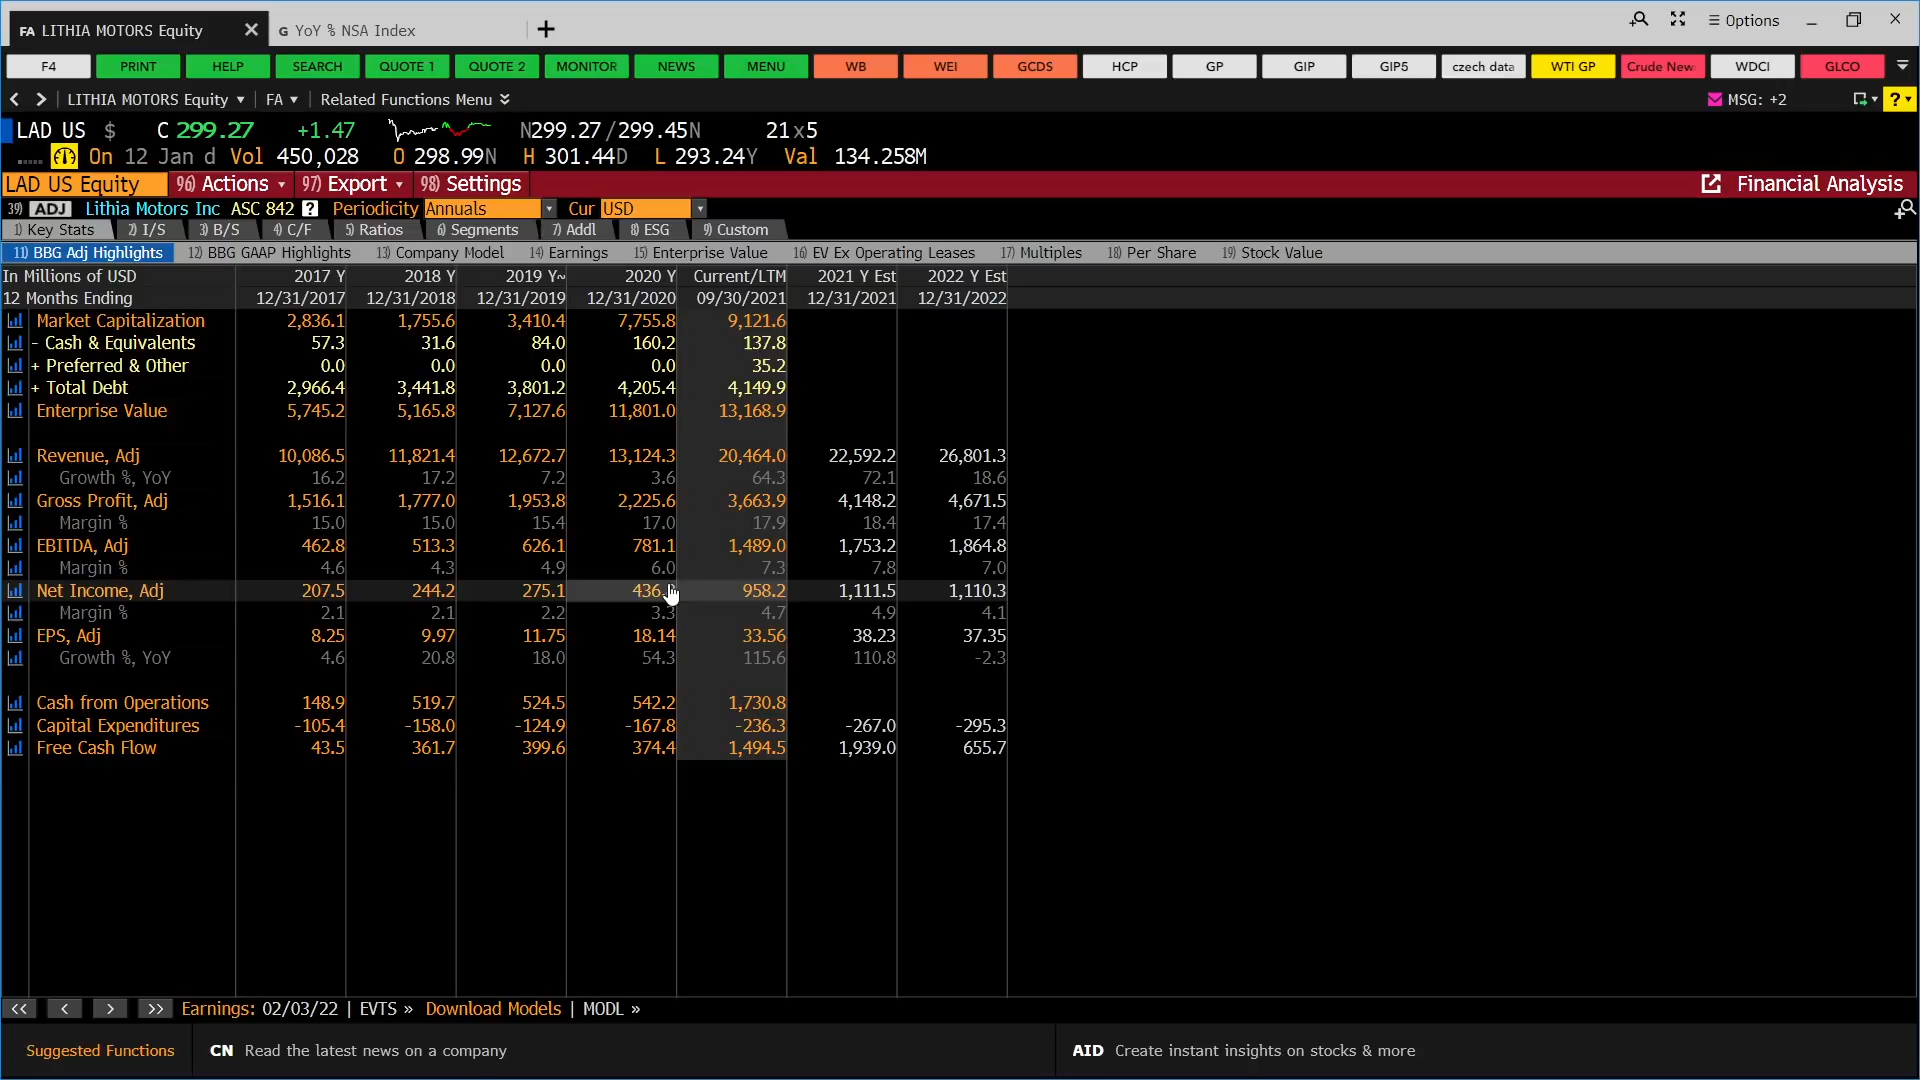 FA LITHIA MOTORS Equity G YoY % NSA Index Options
F4 PRINT HELP SEARCH QUOTE 1 QUOTE 2 MONITOR NEWS MENU WB WEI GCDS HCP GP GIP GIP5 czech data WTI GP Crude New WDCI GLCO
LITHIA MOTORS Equity FA Related Functions Menu MSG: +2 ?
LAD US $ C 299.27 +1.47 N299.27/299.45N 21x5
On 12 Jan d Vol 450,028 O 298.99N H 301.44D L 293.24Y Val 134.258M
LAD US Equity 96) Actions 97) Export 98) Settings Financial Analysis
39) ADJ Lithia Motors Inc ASC 842 ? Periodicity Annuals Cur USD
1) Key Stats 2) I/S 3) B/S 4) C/F 5) Ratios 6) Segments 7) Addl 8) ESG 9) Custom
11) BBG Adj Highlights 12) BBG GAAP Highlights 13) Company Model 14) Earnings 15) Enterprise Value 16) EV Ex Operating Leases 17) Multiples 18) Per Share 19) Stock Value
In Millions of USD 2017 Y 2018 Y 2019 Y~ 2020 Y Current/LTM 2021 Y Est 2022 Y Est
12 Months Ending 12/31/2017 12/31/2018 12/31/2019 12/31/2020 09/30/2021 12/31/2021 12/31/2022
Market Capitalization 2,836.1 1,755.6 3,410.4 7,755.8 9,121.6
- Cash & Equivalents 57.3 31.6 84.0 160.2 137.8
+ Preferred & Other 0.0 0.0 0.0 0.0 35.2
+ Total Debt 2,966.4 3,441.8 3,801.2 4,205.4 4,149.9
Enterprise Value 5,745.2 5,165.8 7,127.6 11,801.0 13,168.9
Revenue, Adj 10,086.5 11,821.4 12,672.7 13,124.3 20,464.0 22,592.2 26,801.3
Growth %, YoY 16.2 17.2 7.2 3.6 64.3 72.1 18.6
Gross Profit, Adj 1,516.1 1,777.0 1,953.8 2,225.6 3,663.9 4,148.2 4,671.5
Margin % 15.0 15.0 15.4 17.0 17.9 18.4 17.4
EBITDA, Adj 462.8 513.3 626.1 781.1 1,489.0 1,753.2 1,864.8
Margin % 4.6 4.3 4.9 6.0 7.3 7.8 7.0
Net Income, Adj 207.5 244.2 275.1 436. 958.2 1,111.5 1,110.3
Margin % 2.1 2.1 2.2 3.3 4.7 4.9 4.1
EPS, Adj 8.25 9.97 11.75 18.14 33.56 38.23 37.35
Growth %, YoY 4.6 20.8 18.0 54.3 115.6 110.8 -2.3
Cash from Operations 148.9 519.7 524.5 542.2 1,730.8
Capital Expenditures -105.4 -158.0 -124.9 -167.8 -236.3 -267.0 -295.3
Free Cash Flow 43.5 361.7 399.6 374.4 1,494.5 1,939.0 655.7
<< < > >> Earnings: 02/03/22 | EVTS » Download Models | MODL »
Suggested Functions CN Read the latest news on a company AID Create instant insights on stocks & more